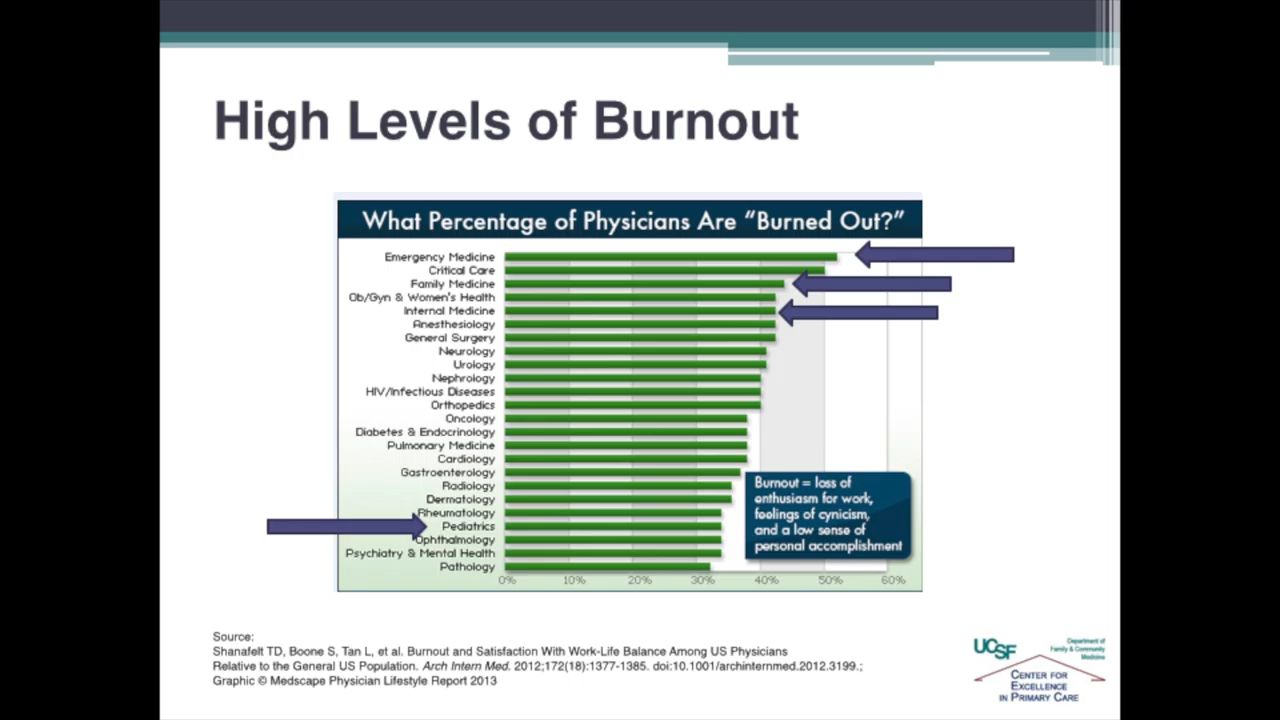 High Levels of Burnout
What Percentage of Physicians Are “Burned Out?”
Emergency Medicine
Critical Care
Family Medicine
Ob/Gyn & Women's Health
Internal Medicine
Anesthesiology
General Surgery
Neurology
Urology
Nephrology
HIV/Infectious Diseases
Orthopedics
Oncology
Diabetes & Endocrinology
Pulmonary Medicine
Cardiology
Gastroenterology
Radiology
Dermatology
Rheumatology
Pediatrics
Ophthalmology
Psychiatry & Mental Health
Pathology
0% 10% 20% 30% 40% 50% 60%
Burnout = loss of
enthusiasm for work,
feelings of cynicism,
and a low sense of
personal accomplishment
Source:
Shanafelt TD, Boone S, Tan L, et al. Burnout and Satisfaction With Work-Life Balance Among US Physicians
Relative to the General US Population. Arch Intern Med. 2012;172(18):1377-1385. doi:10.1001/archinternmed.2012.3199.;
Graphic © Medscape Physician Lifestyle Report 2013
UCSF
Department of
Family & Community
Medicine
CENTER FOR
EXCELLENCE
IN PRIMARY CARE